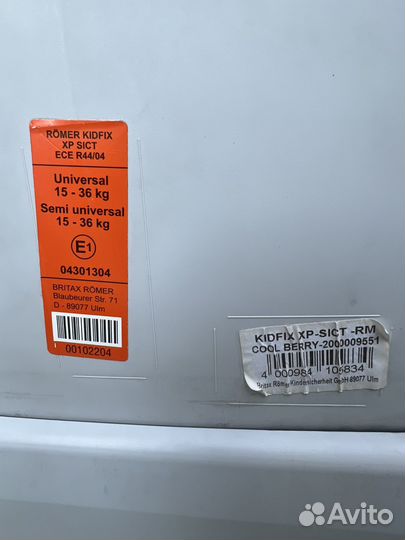 RÖMER KIDFIX
XP SICT
ECE R44/04
Universal
15 - 36 kg
Semi universal
15 - 36 kg
E1
04301304
BRITAX RÖMER
Blaubeurer Str. 71
D - 89077 Ulm
00102204
KIDFIX XP-SICT -RM
COOL BERRY-2000009551
4 000984 106834
Britax Römer Kindersicherheit GmbH 89077 Ulm
Avito